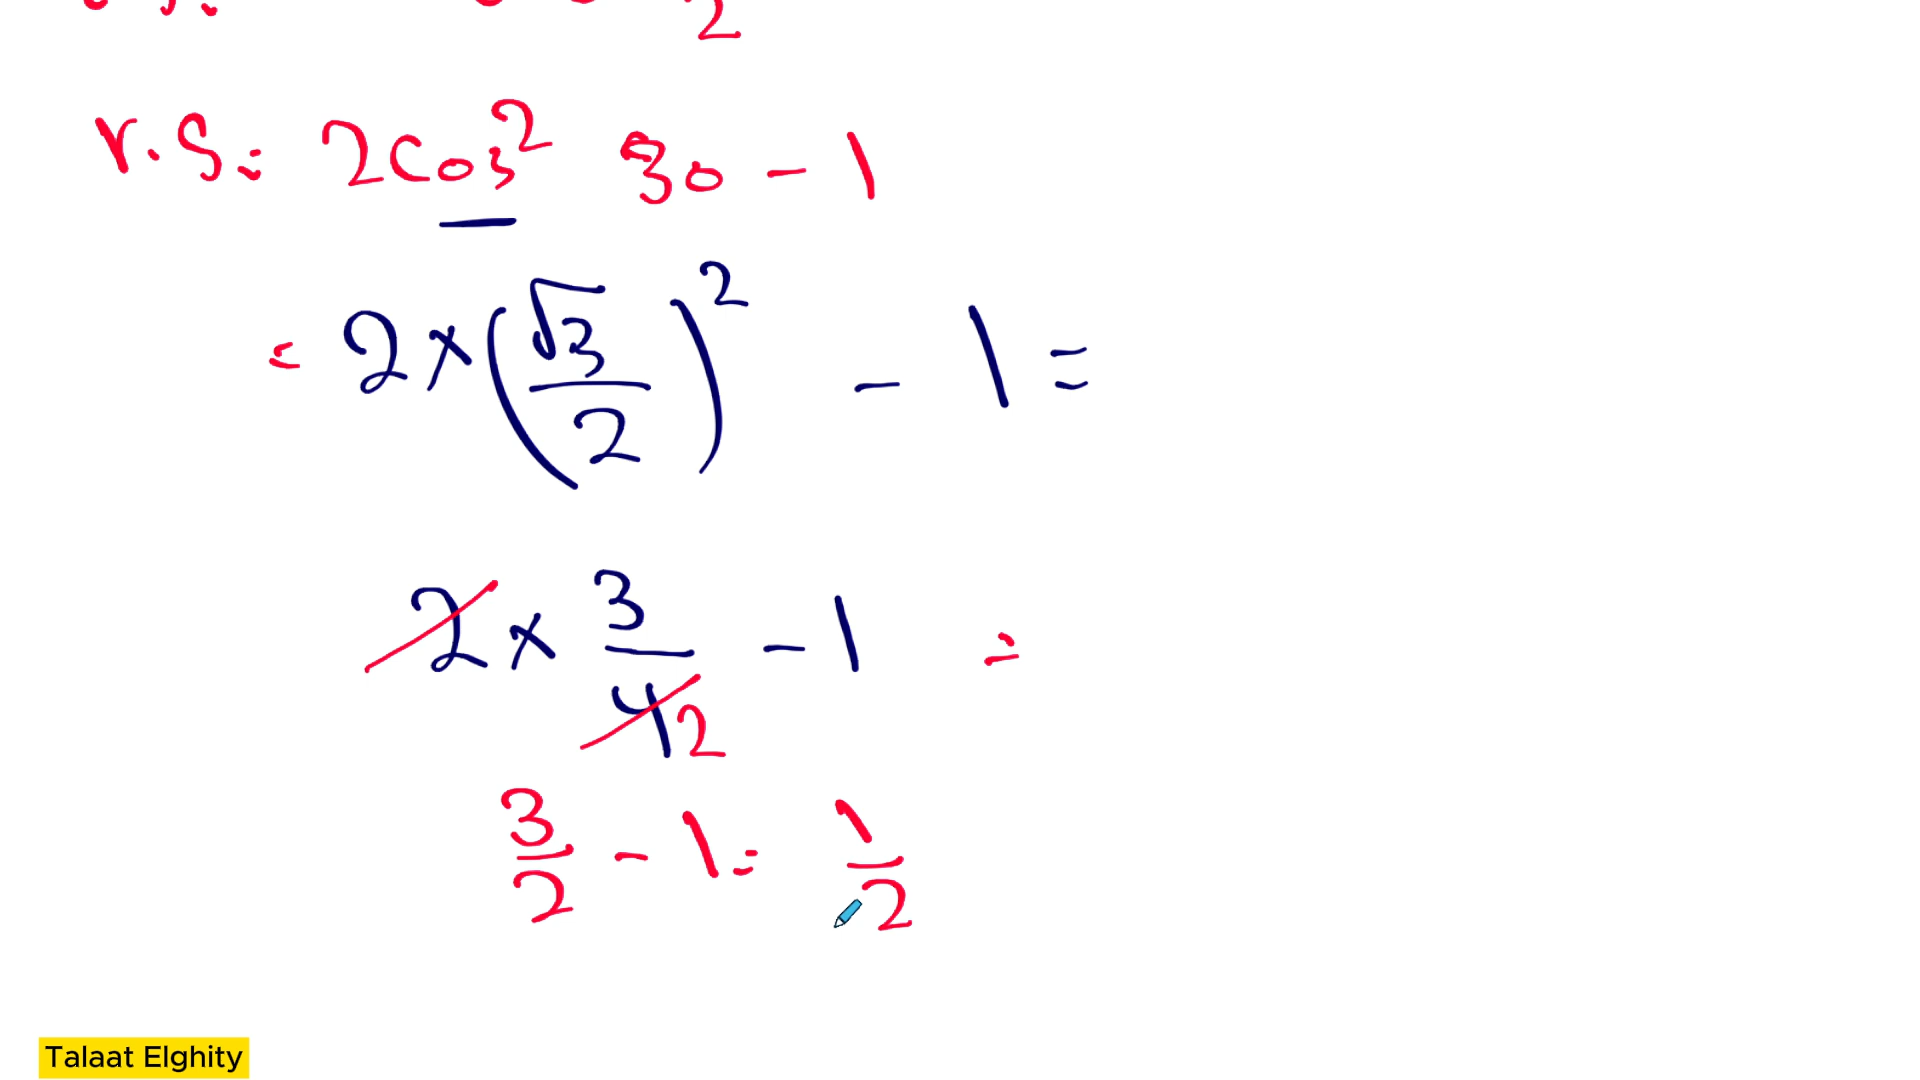 2
r.s= 2cos² 30 - 1
= 2 × (√3/2)² - 1 =
2 × 3/4 2 - 1 =
3/2 - 1 = 1/2
Talaat Elghity